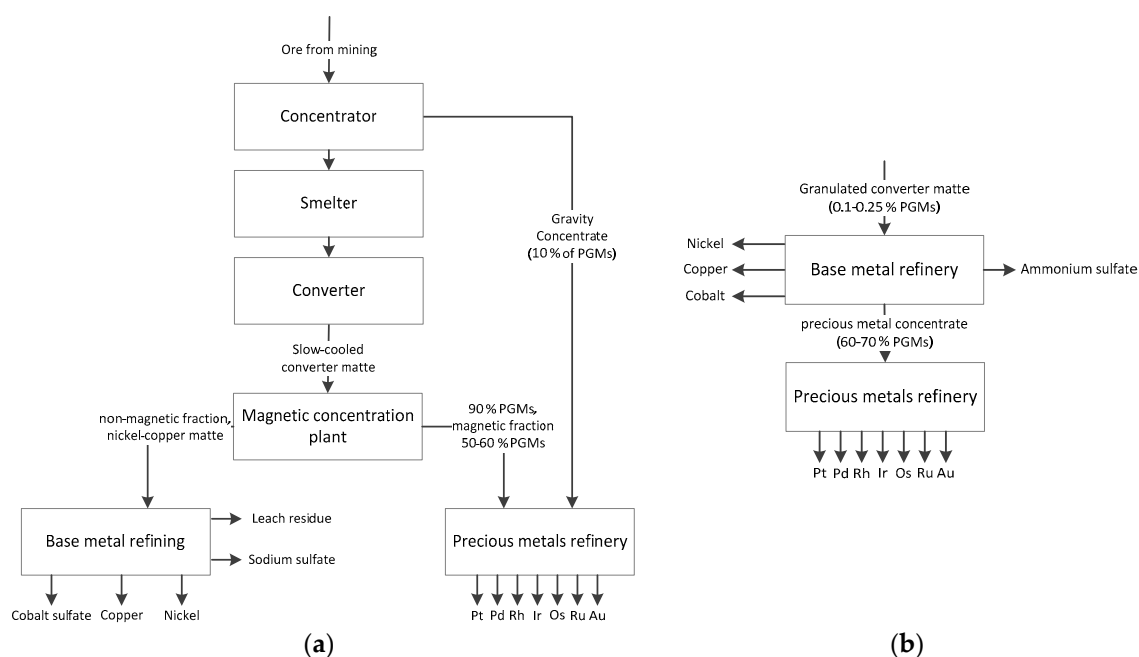 Ore from mining
Concentrator
Smelter
Gravity
Concentrate
(10 % of PGMs)
Converter
Slow-cooled
converter matte
non-magnetic fraction,
nickel-copper matte
Magnetic concentration
plant
90 % PGMs,
magnetic fraction
50-60 % PGMs
Base metal refining
Leach residue
Sodium sulfate
Cobalt sulfate
Copper
Nickel
Precious metals refinery
Pt Pd Rh Ir Os Ru Au
(a)
Granulated converter matte
(0.1-0.25 % PGMs)
Nickel
Copper
Cobalt
Base metal refinery
Ammonium sulfate
precious metal concentrate
(60-70 % PGMs)
Precious metals refinery
Pt Pd Rh Ir Os Ru Au
(b)